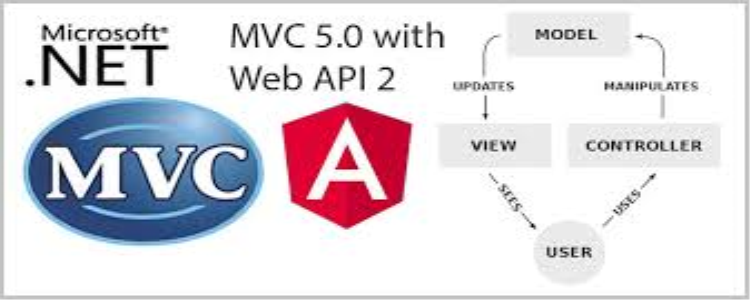 Microsoft®
.NET
MVC 5.0 with
Web API 2
MVC
A
MODEL
UPDATES
MANIPULATES
VIEW
CONTROLLER
SEES
USES
USER